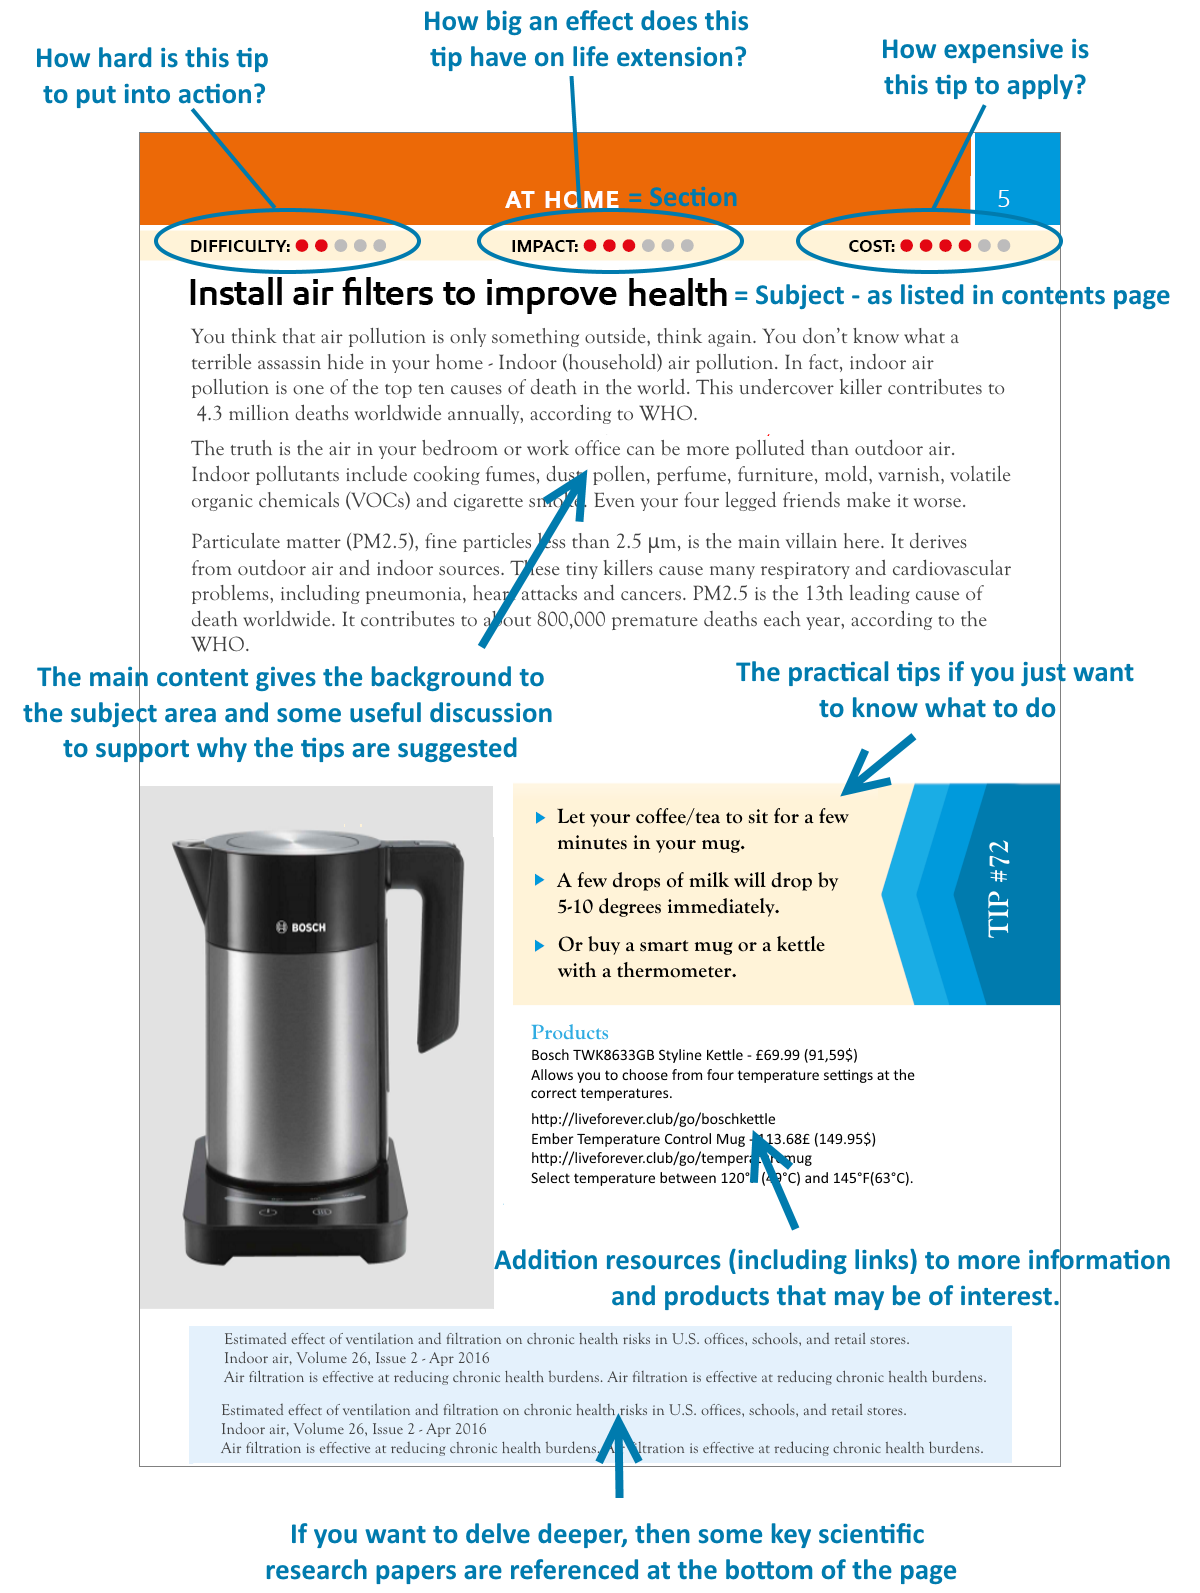 How big an effect does this
tip have on life extension?
How hard is this tip
to put into action?
How expensive is
this tip to apply?
AT HOME = Section
5
DIFFICULTY:
IMPACT:
COST:
Install air filters to improve health = Subject - as listed in contents page
You think that air pollution is only something outside, think again. You don't know what a
terrible assassin hide in your home - Indoor (household) air pollution. In fact, indoor air
pollution is one of the top ten causes of death in the world. This undercover killer contributes to
4.3 million deaths worldwide annually, according to WHO.
The truth is the air in your bedroom or work office can be more polluted than outdoor air.
Indoor pollutants include cooking fumes, dust, pollen, perfume, furniture, mold, varnish, volatile
organic chemicals (VOCs) and cigarette smoke. Even your four legged friends make it worse.
Particulate matter (PM2.5), fine particles less than 2.5 µm, is the main villain here. It derives
from outdoor air and indoor sources. These tiny killers cause many respiratory and cardiovascular
problems, including pneumonia, heart attacks and cancers. PM2.5 is the 13th leading cause of
death worldwide. It contributes to about 800,000 premature deaths each year, according to the
WHO.
The main content gives the background to
the subject area and some useful discussion
to support why the tips are suggested
The practical tips if you just want
to know what to do
Let your coffee/tea to sit for a few
minutes in your mug.
A few drops of milk will drop by
5-10 degrees immediately.
Or buy a smart mug or a kettle
with a thermometer.
TIP #72
BOSCH
Products
Bosch TWK8633GB Styline Kettle - £69.99 (91,59$)
Allows you to choose from four temperature settings at the
correct temperatures.
http://liveforever.club/go/boschkettle
Ember Temperature Control Mug - 113.68£ (149.95$)
http://liveforever.club/go/temperaturemug
Select temperature between 120°F (49°C) and 145°F(63°C).
Addition resources (including links) to more information
and products that may be of interest.
Estimated effect of ventilation and filtration on chronic health risks in U.S. offices, schools, and retail stores.
Indoor air, Volume 26, Issue 2 - Apr 2016
Air filtration is effective at reducing chronic health burdens. Air filtration is effective at reducing chronic health burdens.
Estimated effect of ventilation and filtration on chronic health risks in U.S. offices, schools, and retail stores.
Indoor air, Volume 26, Issue 2 - Apr 2016
Air filtration is effective at reducing chronic health burdens. Air filtration is effective at reducing chronic health burdens.
If you want to delve deeper, then some key scientific
research papers are referenced at the bottom of the page